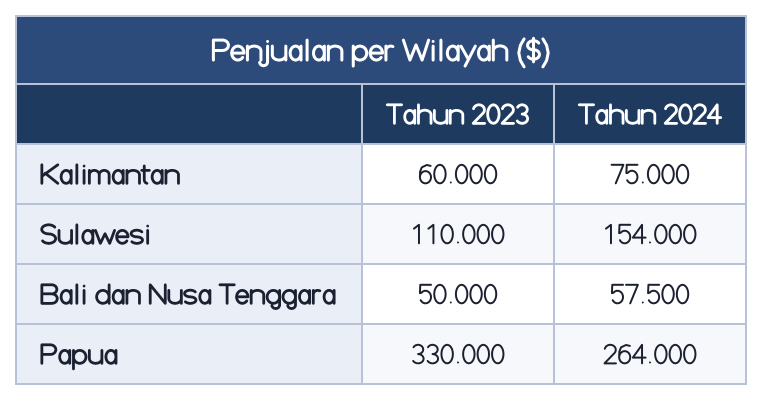 Penjualan per Wilayah ($)
Tahun 2023 Tahun 2024
Kalimantan 60.000 75.000
Sulawesi 110.000 154.000
Bali dan Nusa Tenggara 50.000 57.500
Papua 330.000 264.000